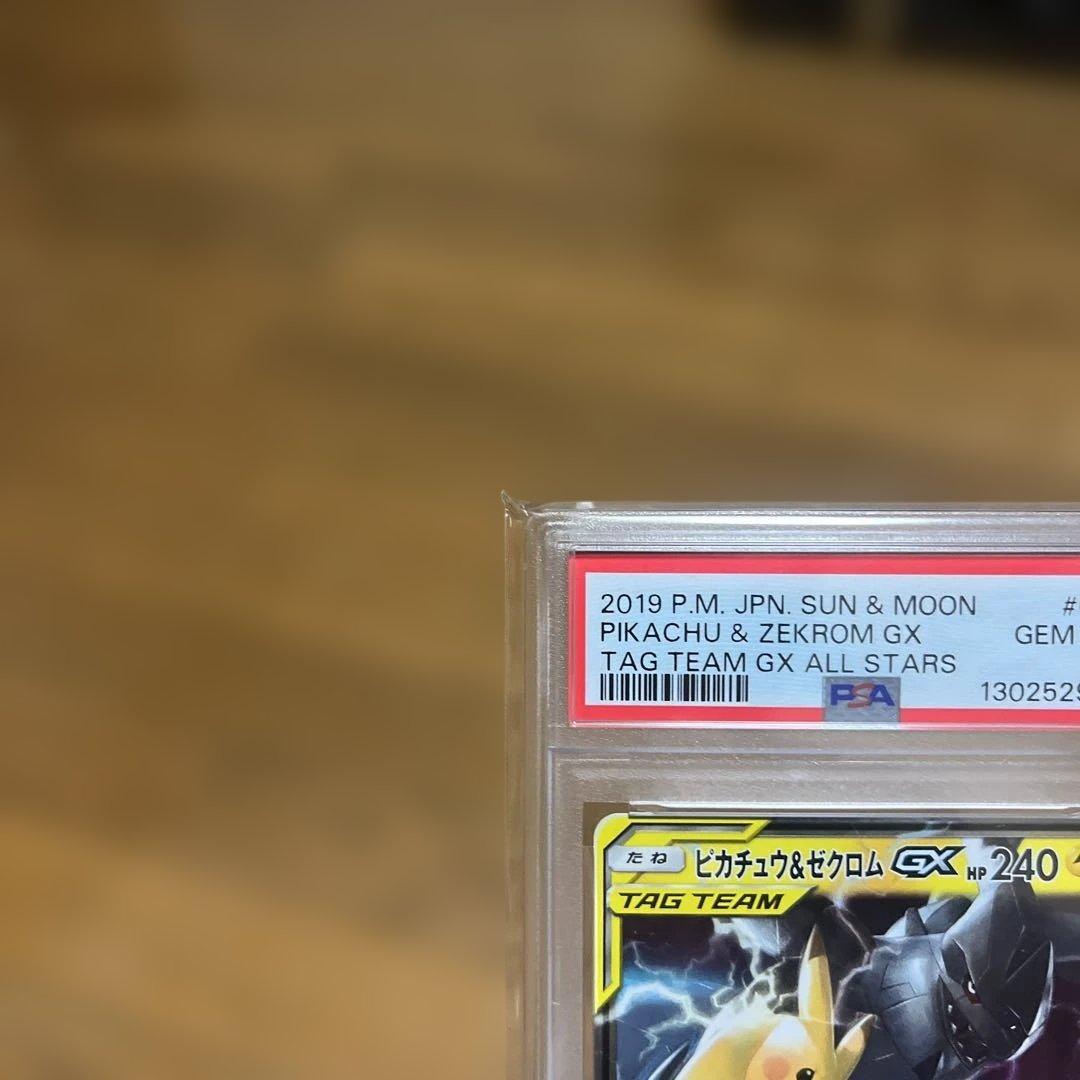 2019 P.M. JPN. SUN & MOON #
PIKACHU & ZEKROM GX GEM
TAG TEAM GX ALL STARS
PSA 1302529
たね ピカチュウ&ゼクロム GX HP 240
TAG TEAM